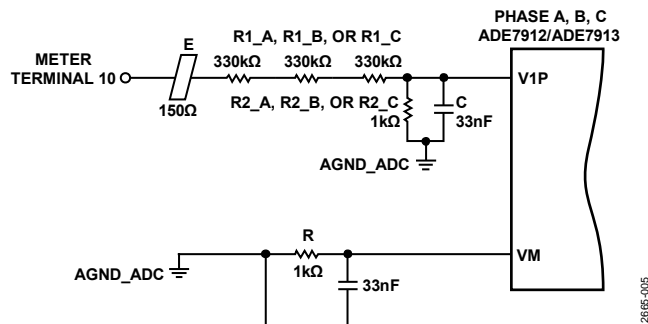 PHASE A, B, C
ADE7912/ADE7913
E
R1_A, R1_B, OR R1_C
METER
TERMINAL 10
330kΩ 330kΩ 330kΩ
V1P
150Ω
R2_A, R2_B, OR R2_C
1kΩ
C
33nF
AGND_ADC
R
VM
AGND_ADC
1kΩ
33nF
2665-005